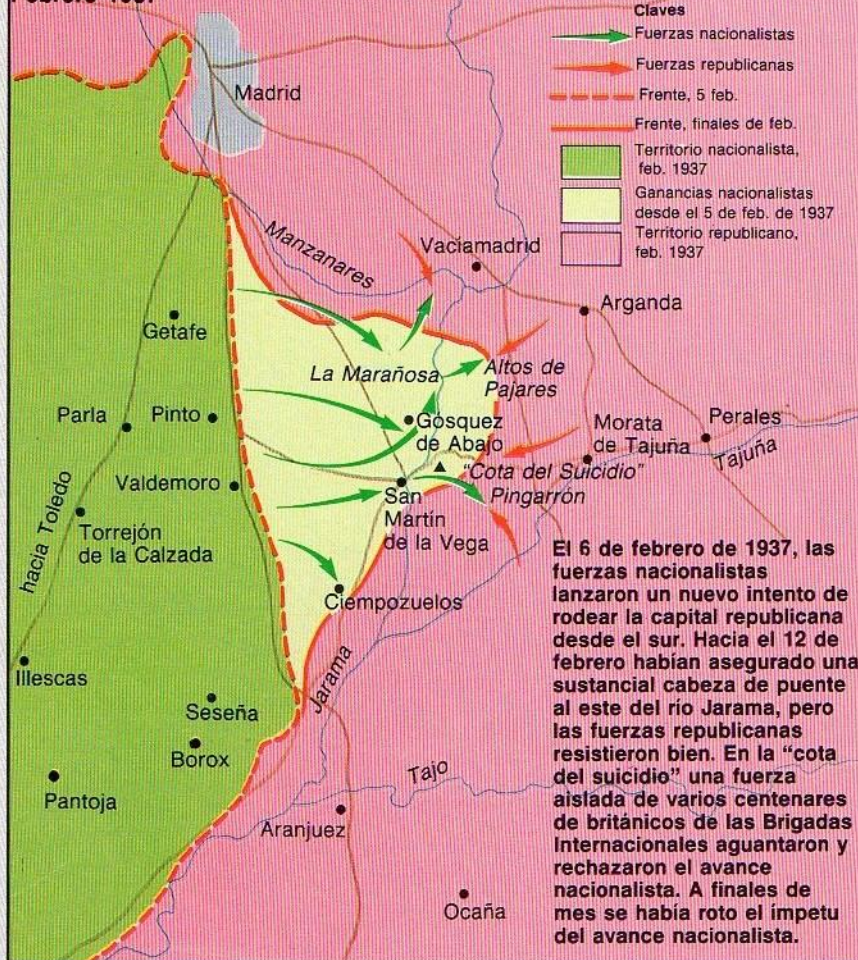 Febrero 1937
Claves
Fuerzas nacionalistas
Fuerzas republicanas
Frente, 5 feb.
Frente, finales de feb.
Territorio nacionalista,
feb. 1937
Ganancias nacionalistas
desde el 5 de feb. de 1937
Territorio republicano,
feb. 1937
Madrid
Manzanares
Vaciamadrid
Arganda
Getafe
La Marañosa
Altos de
Pajares
Parla
Pinto
Gósquez
de Abajo
Morata
de Tajuña
Perales
Tajuña
Valdemoro
"Cota del Suicidio"
Pingarrón
San
Martín
de la Vega
hacia Toledo
Torrejón
de la Calzada
Ciempozuelos
Illescas
Seseña
Jarama
Borox
Pantoja
Tajo
Aranjuez
Ocaña
El 6 de febrero de 1937, las
fuerzas nacionalistas
lanzaron un nuevo intento de
rodear la capital republicana
desde el sur. Hacia el 12 de
febrero habían asegurado una
sustancial cabeza de puente
al este del río Jarama, pero
las fuerzas republicanas
resistieron bien. En la "cota
del suicidio" una fuerza
aislada de varios centenares
de británicos de las Brigadas
Internacionales aguantaron y
rechazaron el avance
nacionalista. A finales de
mes se había roto el ímpetu
del avance nacionalista.